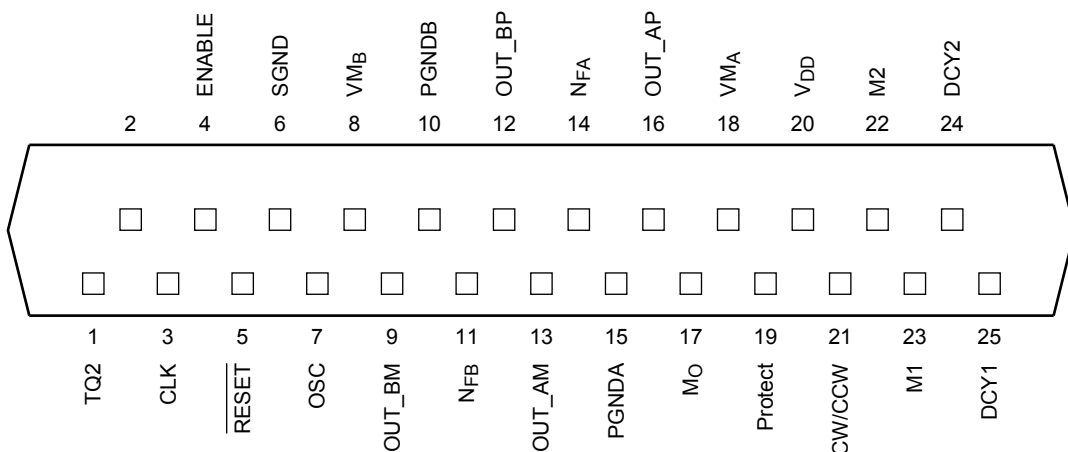 ENABLE
SGND
VMB
PGNDB
OUT_BP
NFA
OUT_AP
VMA
VDD
M2
DCY2
2 4 6 8 10 12 14 16 18 20 22 24
1 3 5 7 9 11 13 15 17 19 21 23 25
TQ2
CLK
RESET
OSC
OUT_BM
NFB
OUT_AM
PGNDA
MO
Protect
CW/CCW
M1
DCY1